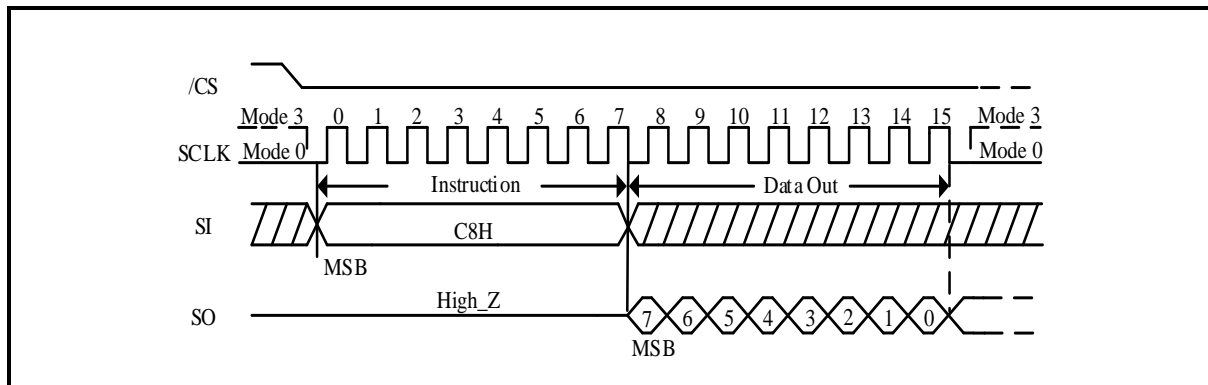 /CS
Mode 3 0 1 2 3 4 5 6 7 8 9 10 11 12 13 14 15 Mode 3
SCLK Mode 0 Mode 0
Instruction Data Out
SI C8H
MSB
High_Z
SO 7 6 5 4 3 2 1 0
MSB